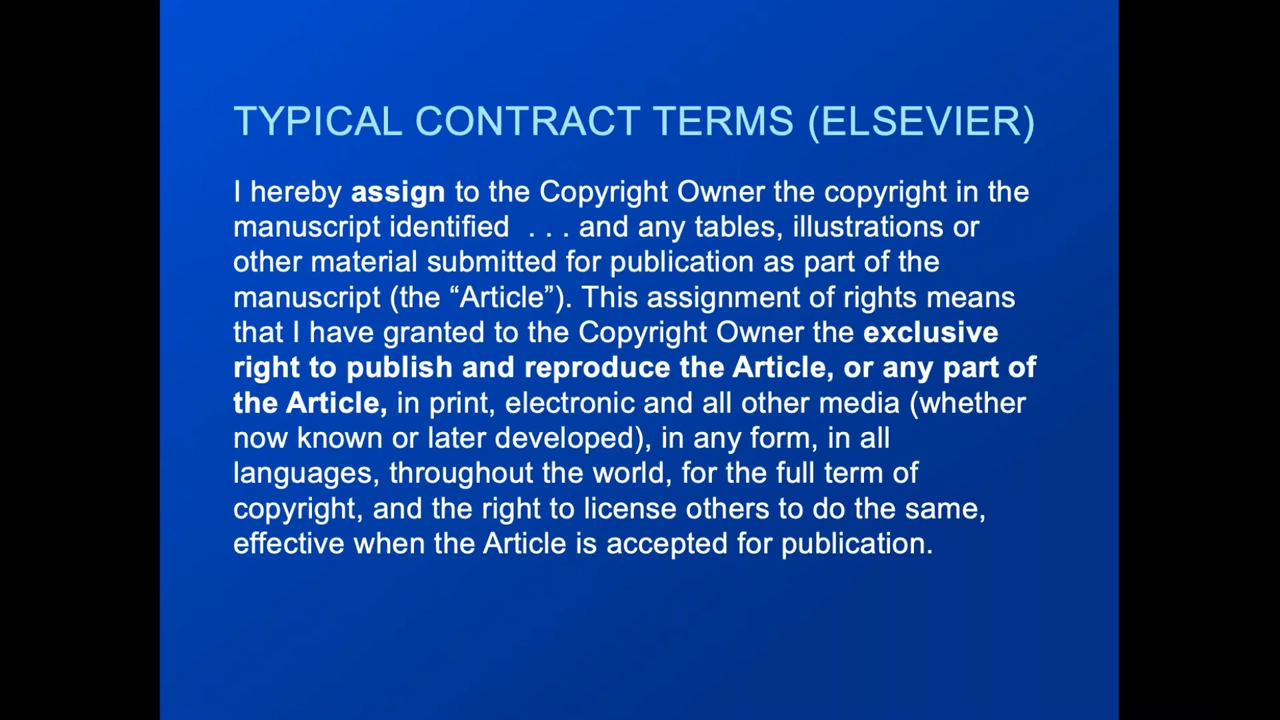 TYPICAL CONTRACT TERMS (ELSEVIER)
I hereby assign to the Copyright Owner the copyright in the
manuscript identified  . . . and any tables, illustrations or
other material submitted for publication as part of the
manuscript (the “Article”). This assignment of rights means
that I have granted to the Copyright Owner the exclusive
right to publish and reproduce the Article, or any part of
the Article, in print, electronic and all other media (whether
now known or later developed), in any form, in all
languages, throughout the world, for the full term of
copyright, and the right to license others to do the same,
effective when the Article is accepted for publication.